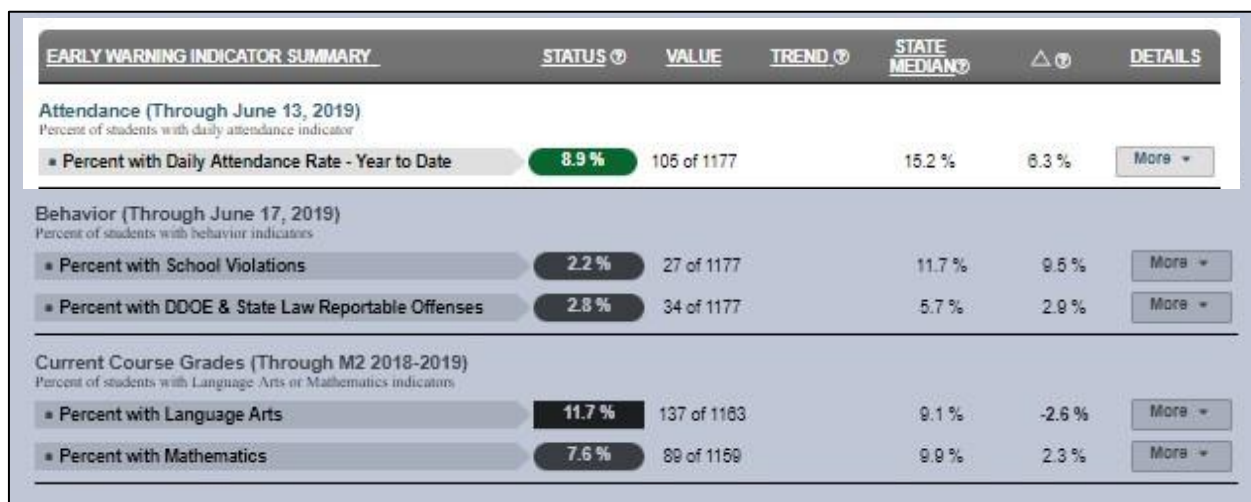 EARLY WARNING INDICATOR SUMMARY STATUS ? VALUE TREND ? STATE MEDIAN ? △ ? DETAILS
Attendance (Through June 13, 2019)
Percent of students with daily attendance indicator
▪ Percent with Daily Attendance Rate - Year to Date 8.9 % 105 of 1177 15.2 % 6.3 % More
Behavior (Through June 17, 2019)
Percent of students with behavior indicators
▪ Percent with School Violations 2.2 % 27 of 1177 11.7 % 9.5 % More
▪ Percent with DDOE & State Law Reportable Offenses 2.8 % 34 of 1177 5.7 % 2.9 % More
Current Course Grades (Through M2 2018-2019)
Percent of students with Language Arts or Mathematics indicators
▪ Percent with Language Arts 11.7 % 137 of 1163 9.1 % -2.6 % More
▪ Percent with Mathematics 7.6 % 89 of 1159 9.9 % 2.3 % More